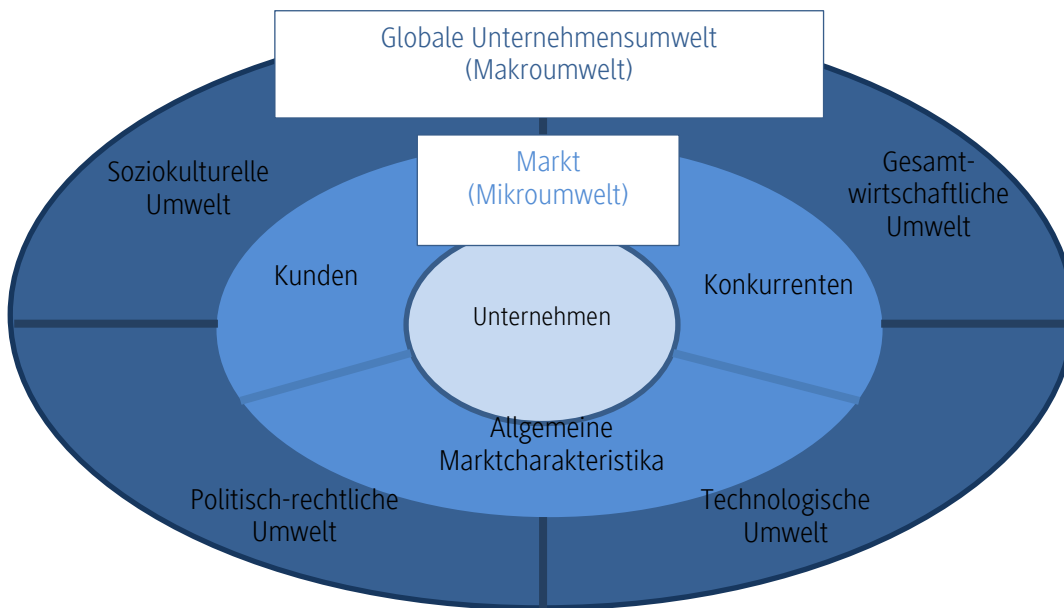 Globale Unternehmensumwelt
(Makroumwelt)
Markt
(Mikroumwelt)
Soziokulturelle
Umwelt
Gesamt-
wirtschaftliche
Umwelt
Kunden
Konkurrenten
Unternehmen
Allgemeine
Marktcharakteristika
Politisch-rechtliche
Umwelt
Technologische
Umwelt